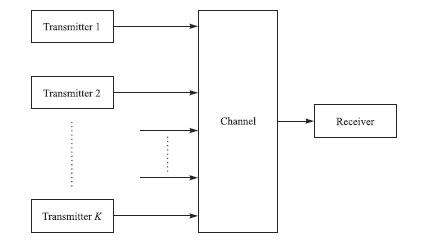 Transmitter 1
Transmitter 2
Channel
Receiver
Transmitter K